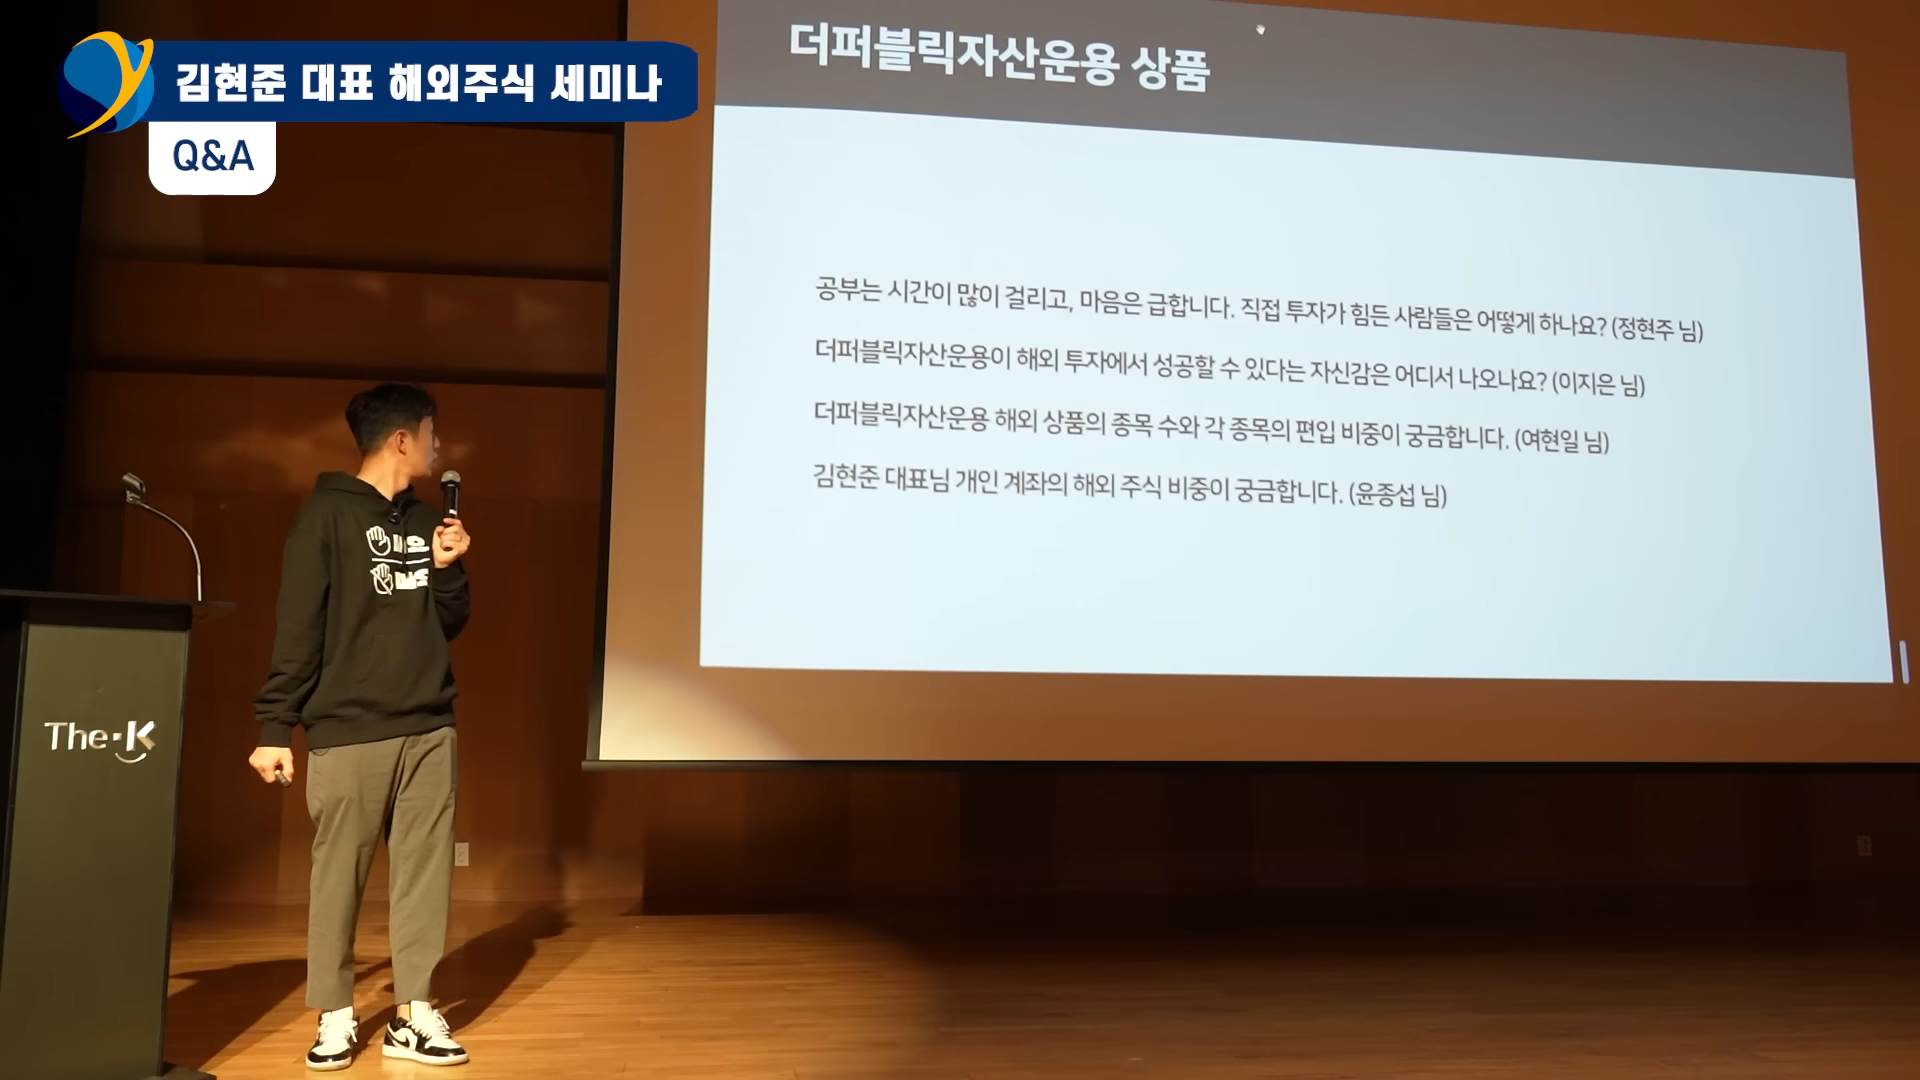 김현준 대표 해외주식 세미나
Q&A
더퍼블릭자산운용 상품
공부는 시간이 많이 걸리고, 마음은 급합니다. 직접 투자가 힘든 사람들은 어떻게 하나요? (정현주 님)
더퍼블릭자산운용이 해외 투자에서 성공할 수 있다는 자신감은 어디서 나오나요? (이지은 님)
더퍼블릭자산운용 해외 상품의 종목 수와 각 종목의 편입 비중이 궁금합니다. (여현일 님)
김현준 대표님 개인 계좌의 해외 주식 비중이 궁금합니다. (윤종섭 님)
The·K